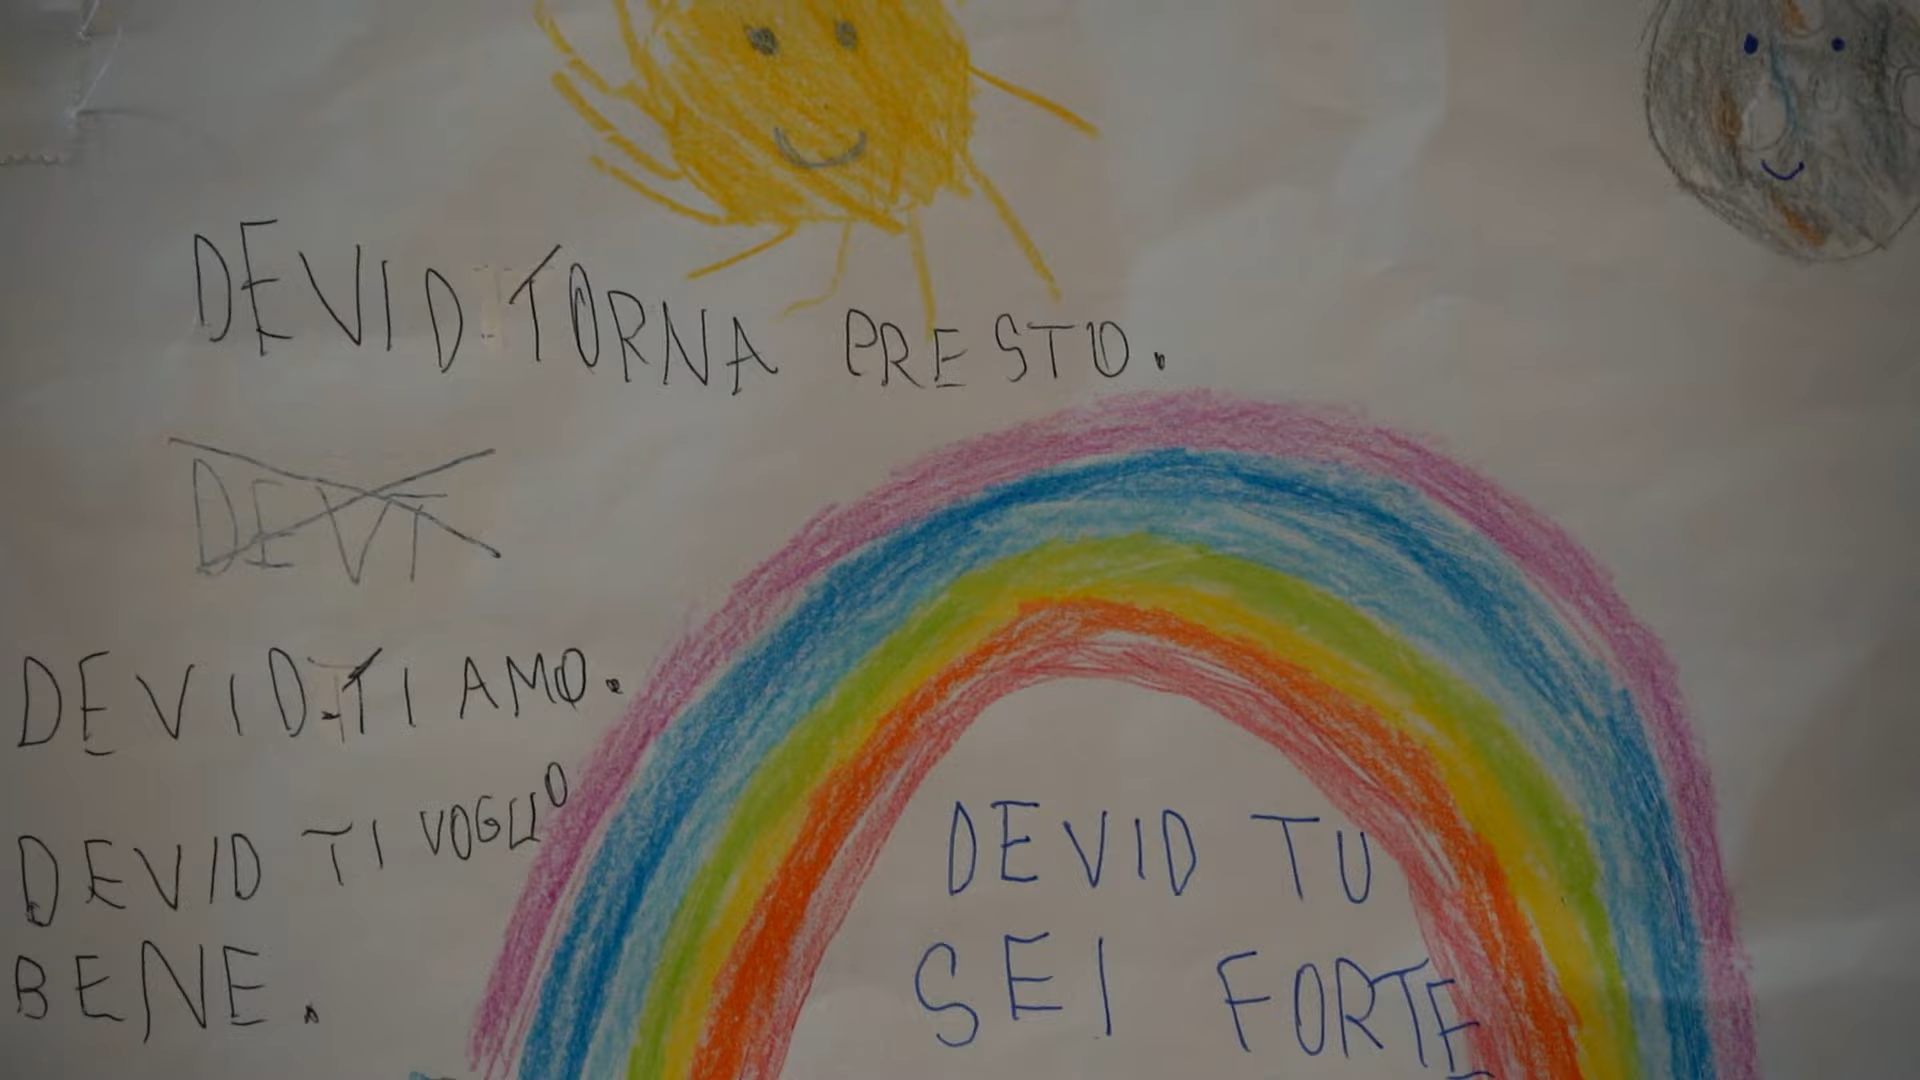 DEVID TORNA PRESTO.
DEVI
DEVID.TI AMO.
DEVID TI VOGLIO
BENE.
DEVID TU
SEI FORTE